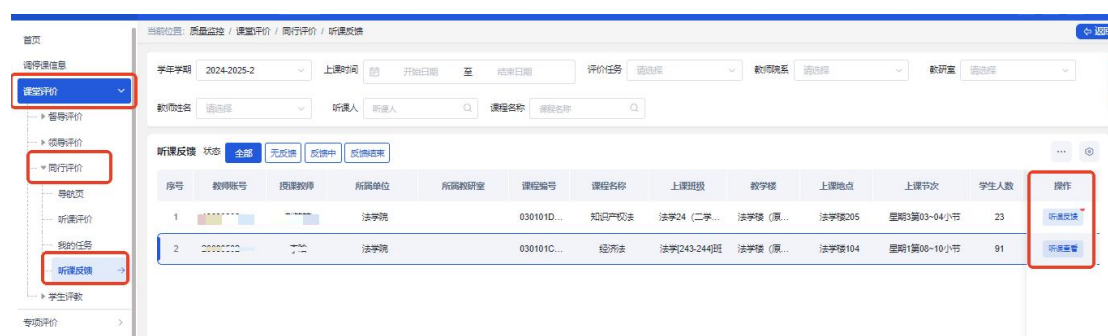 当前位置: 质量监控 / 课堂评价 / 同行评价 / 听课反馈
返回
首页
调停课信息
课堂评价
督导评价
领导评价
同行评价
导航页
听课评价
我的任务
听课反馈
学生评教
专项评价
学年学期 2024-2025-2 上课时间 开始日期 至 结束日期 评价任务 请选择 教师院系 请选择 教研室 请选择
教师姓名 请选择 听课人 听课人 课程名称 课程名称
听课反馈 状态 全部 无反馈 反馈中 反馈结束
序号 教师账号 授课教师 所属单位 所属教研室 课程编号 课程名称 上课班级 教学楼 上课地点 上课节次 学生人数 操作
1 法学院 030101D... 知识产权法 法学24（二学... 法学楼（原... 法学楼205 星期3第03~04小节 23 听课反馈
2 法学院 030101C... 经济法 法学[243-244]班 法学楼（原... 法学楼104 星期1第08~10小节 91 听课查看